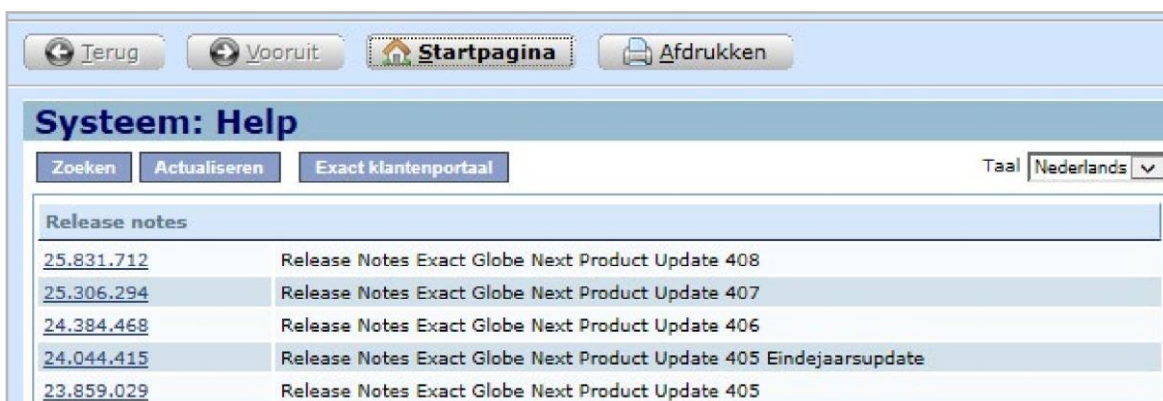 Terug Vooruit Startpagina Afdrukken
Systeem: Help
Zoeken Actualiseren Exact klantenportaal Taal Nederlands
Release notes
25.831.712 Release Notes Exact Globe Next Product Update 408
25.306.294 Release Notes Exact Globe Next Product Update 407
24.384.468 Release Notes Exact Globe Next Product Update 406
24.044.415 Release Notes Exact Globe Next Product Update 405 Eindejaarsupdate
23.859.029 Release Notes Exact Globe Next Product Update 405